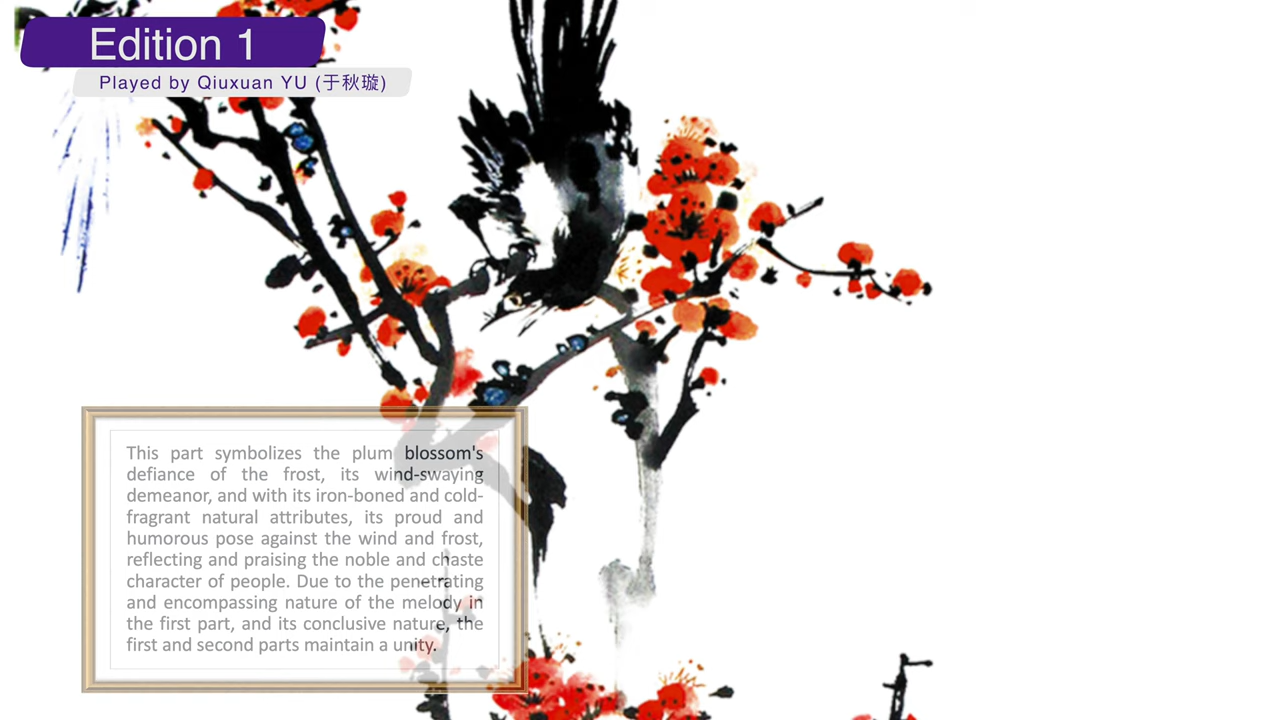 Edition 1
Played by Qiuxuan YU (于秋璇)
This part symbolizes the plum blossom's
defiance of the frost, its wind-swaying
demeanor, and with its iron-boned and cold-
fragrant natural attributes, its proud and
humorous pose against the wind and frost,
reflecting and praising the noble and chaste
character of people. Due to the penetrating
and encompassing nature of the melody in
the first part, and its conclusive nature, the
first and second parts maintain a unity.